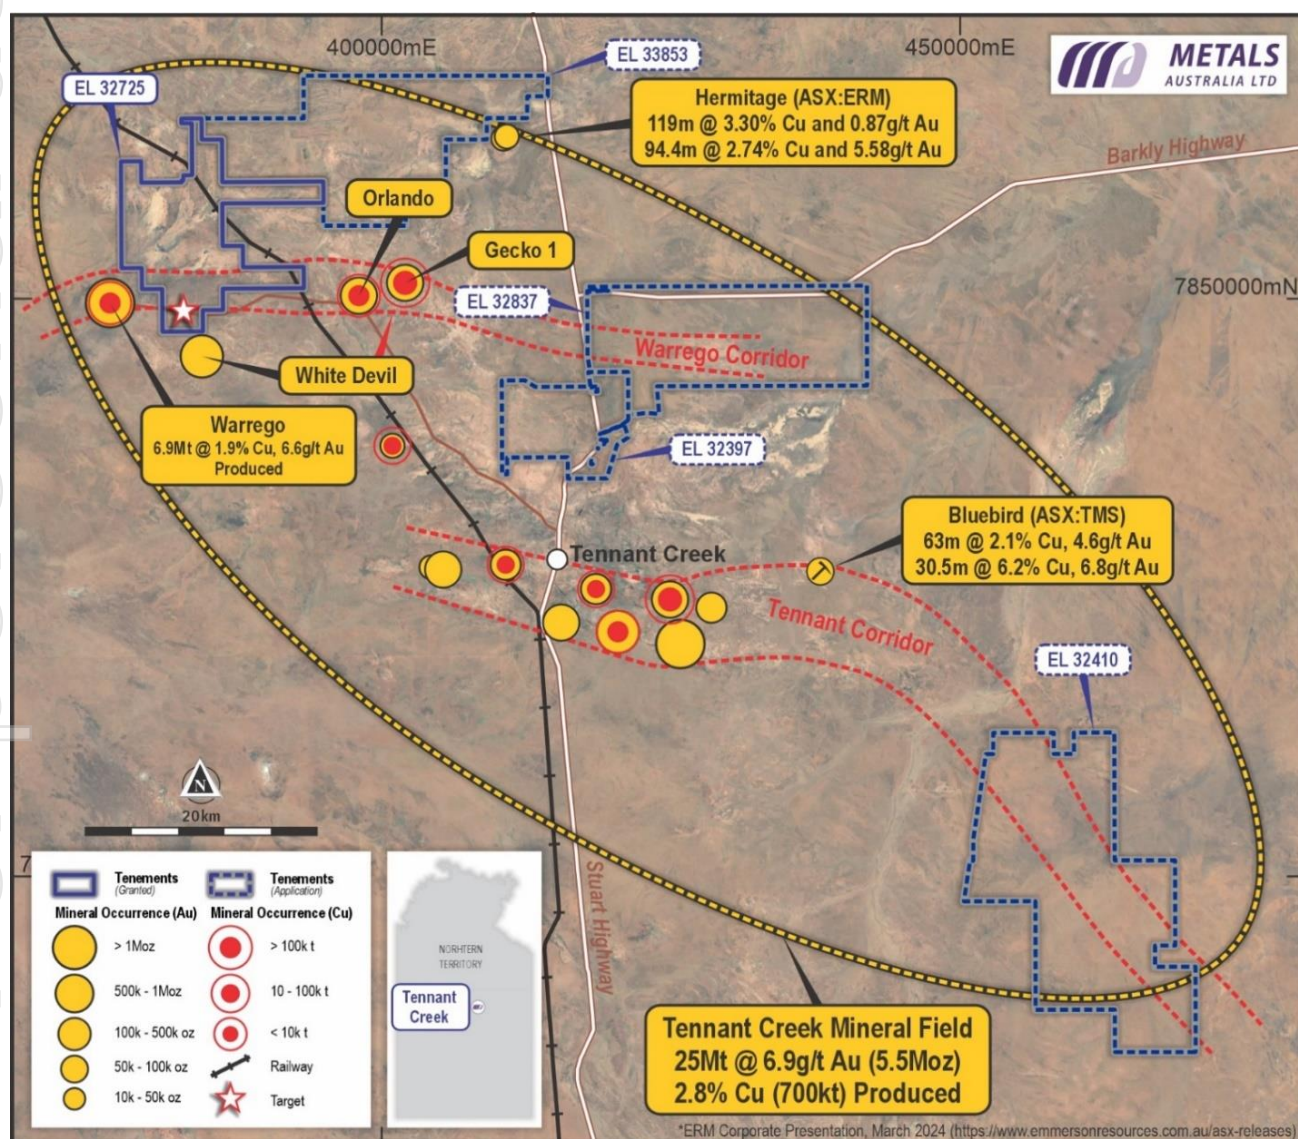 400000mE
450000mE
EL 33853
METALS
AUSTRALIA LTD
EL 32725
Hermitage (ASX:ERM)
119m @ 3.30% Cu and 0.87g/t Au
94.4m @ 2.74% Cu and 5.58g/t Au
Barkly Highway
Orlando
Gecko 1
EL 32837
7850000mN
Warrego Corridor
White Devil
Warrego
6.9Mt @ 1.9% Cu, 6.6g/t Au
Produced
EL 32397
Bluebird (ASX:TMS)
63m @ 2.1% Cu, 4.6g/t Au
30.5m @ 6.2% Cu, 6.8g/t Au
Tennant Creek
Tennant Corridor
EL 32410
N
20km
7
Stuart Highway
Tenements
(Granted)
Tenements
(Application)
Mineral Occurrence (Au)
Mineral Occurrence (Cu)
> 1Moz
> 100k t
500k - 1Moz
10 - 100k t
100k - 500k oz
< 10k t
50k - 100k oz
Railway
10k - 50k oz
Target
NORHTERN
TERRITORY
Tennant
Creek
Tennant Creek Mineral Field
25Mt @ 6.9g/t Au (5.5Moz)
2.8% Cu (700kt) Produced
*ERM Corporate Presentation, March 2024 (https://www.emmersonresources.com.au/asx-releases)